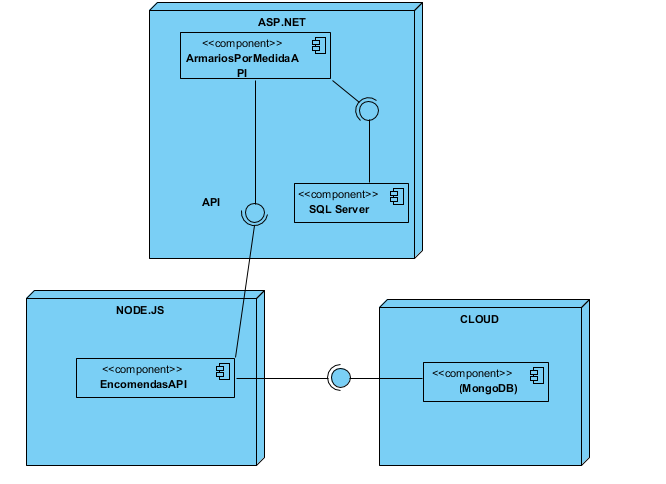 ASP.NET
<<component>>
ArmariosPorMedidaA
PI
<<component>>
SQL Server
API
NODE.JS
<<component>>
EncomendasAPI
CLOUD
<<component>>
(MongoDB)